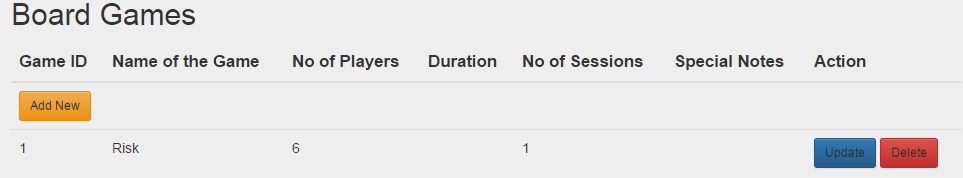 Board Games
Game ID Name of the Game No of Players Duration No of Sessions Special Notes Action
Add New
1 Risk 6 1 Update Delete